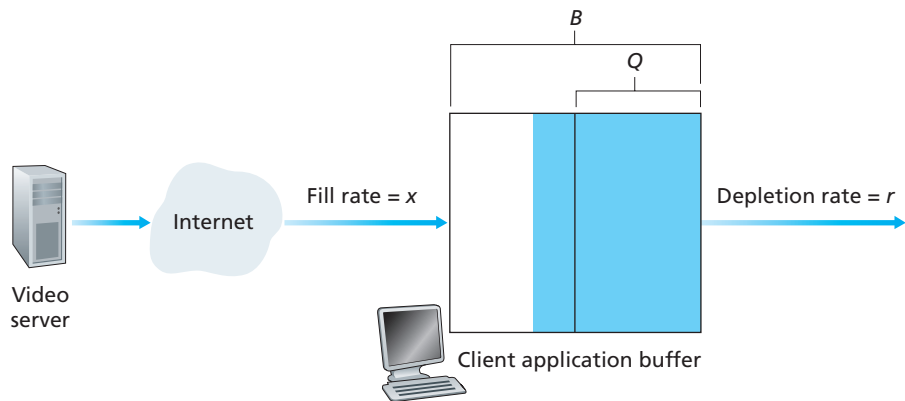 B
Q
Fill rate = x
Depletion rate = r
Internet
Video
server
Client application buffer